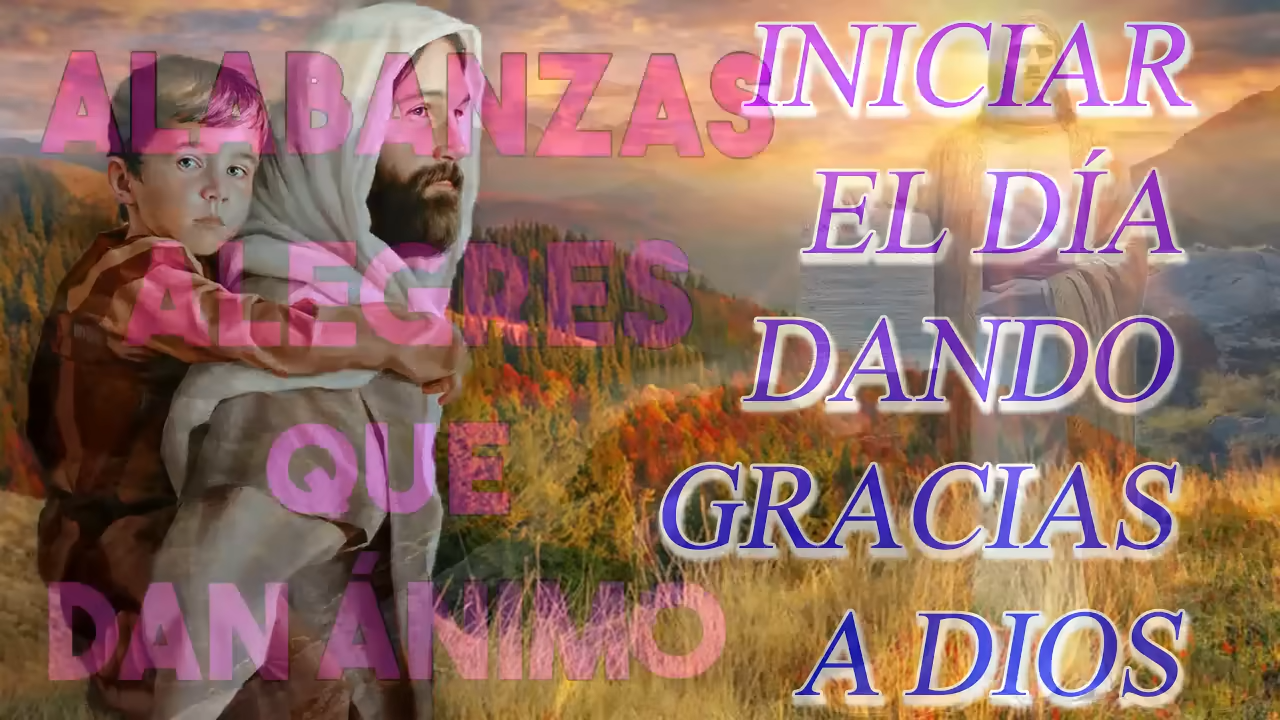 ALABANZAS
ALEGRES
QUE
DAN ÁNIMO
INICIAR
EL DÍA
DANDO
GRACIAS
A DIOS